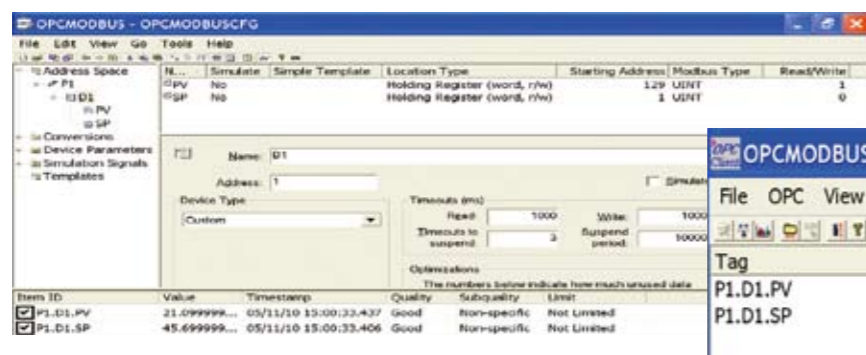 OPCMODBUS - OPCMODBUSCFG
File Edit View Go Tools Help
Address Space
P1
D1
PV
SP
Conversions
Device Parameters
Simulation Signals
Templates
N... Simulate Simple Template Location Type Starting Address Modbus Type Read/Write
PV No Holding Register (word, r/w) 129 UINT 1
SP No Holding Register (word, r/w) 1 UINT 0
Name: D1
Address: 1
Simulate
Device Type
Custom
Timeouts (ms)
Read: 1000 Write: 1000
Timeouts to suspend: 3 Suspend period: 10000
Optimizations
The numbers below indicate how much unused data
Item ID Value Timestamp Quality Subquality Limit
P1.D1.PV 21.099999... 05/11/10 15:00:33.437 Good Non-specific Not Limited
P1.D1.SP 45.699999... 05/11/10 15:00:33.406 Good Non-specific Not Limited
OPCMODBUS
File OPC View
Tag
P1.D1.PV
P1.D1.SP